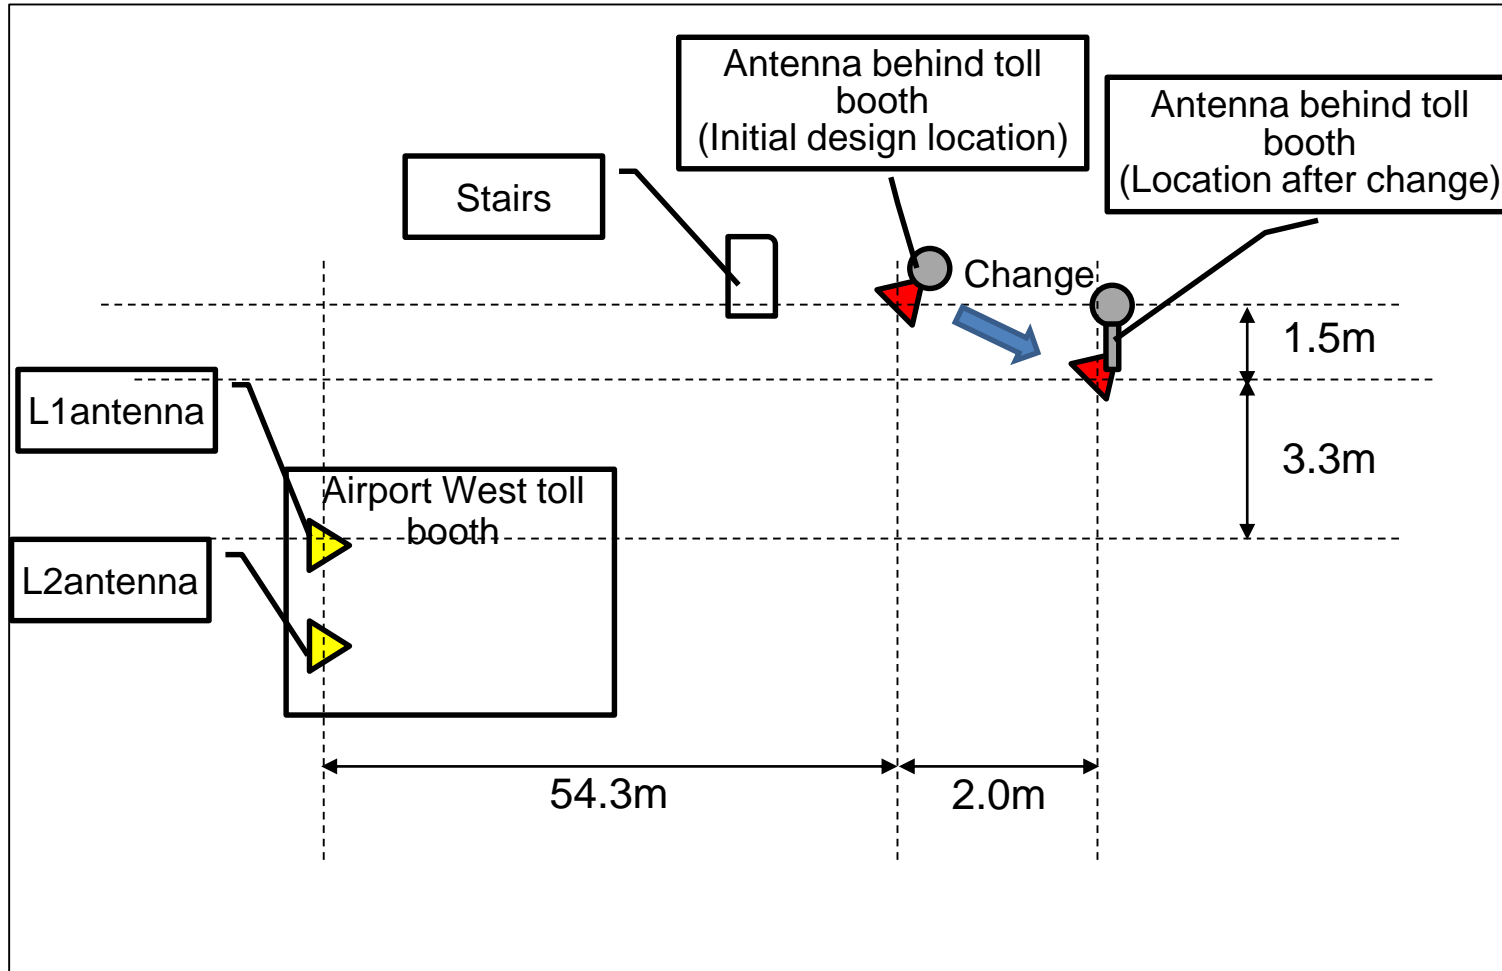 Antenna behind toll
booth
(Initial design location)
Antenna behind toll
booth
(Location after change)
Stairs
Change
1.5m
L1antenna
3.3m
Airport West toll
booth
L2antenna
54.3m
2.0m